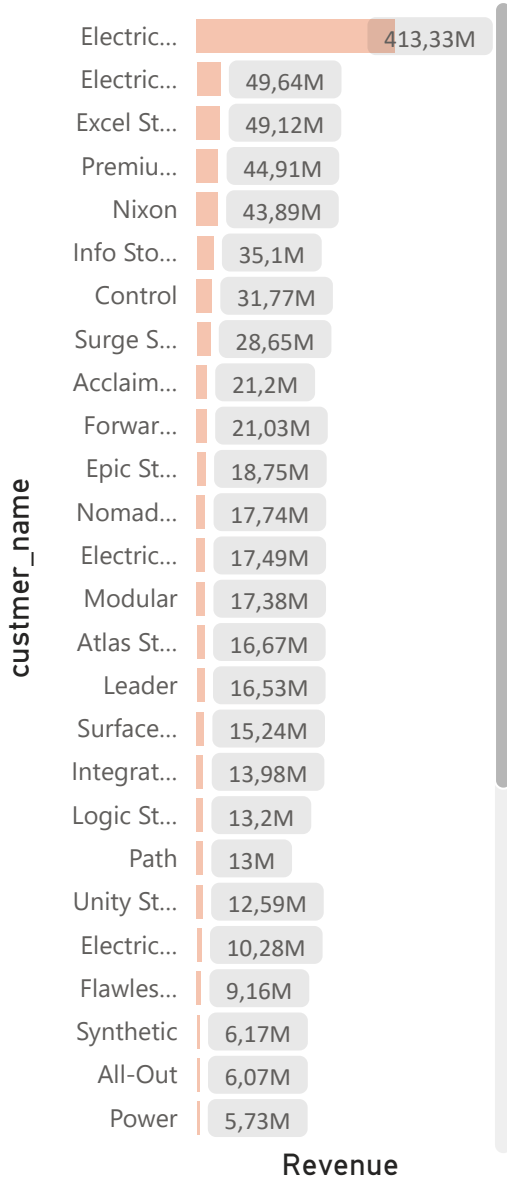 Electric... 413,33M
Electric... 49,64M
Excel St... 49,12M
Premiu... 44,91M
Nixon 43,89M
Info Sto... 35,1M
Control 31,77M
Surge S... 28,65M
Acclaim... 21,2M
Forwar... 21,03M
Epic St... 18,75M
Nomad... 17,74M
Electric... 17,49M
Modular 17,38M
Atlas St... 16,67M
Leader 16,53M
Surface... 15,24M
Integrat... 13,98M
Logic St... 13,2M
Path 13M
Unity St... 12,59M
Electric... 10,28M
Flawles... 9,16M
Synthetic 6,17M
All-Out 6,07M
Power 5,73M
custmer_name
Revenue